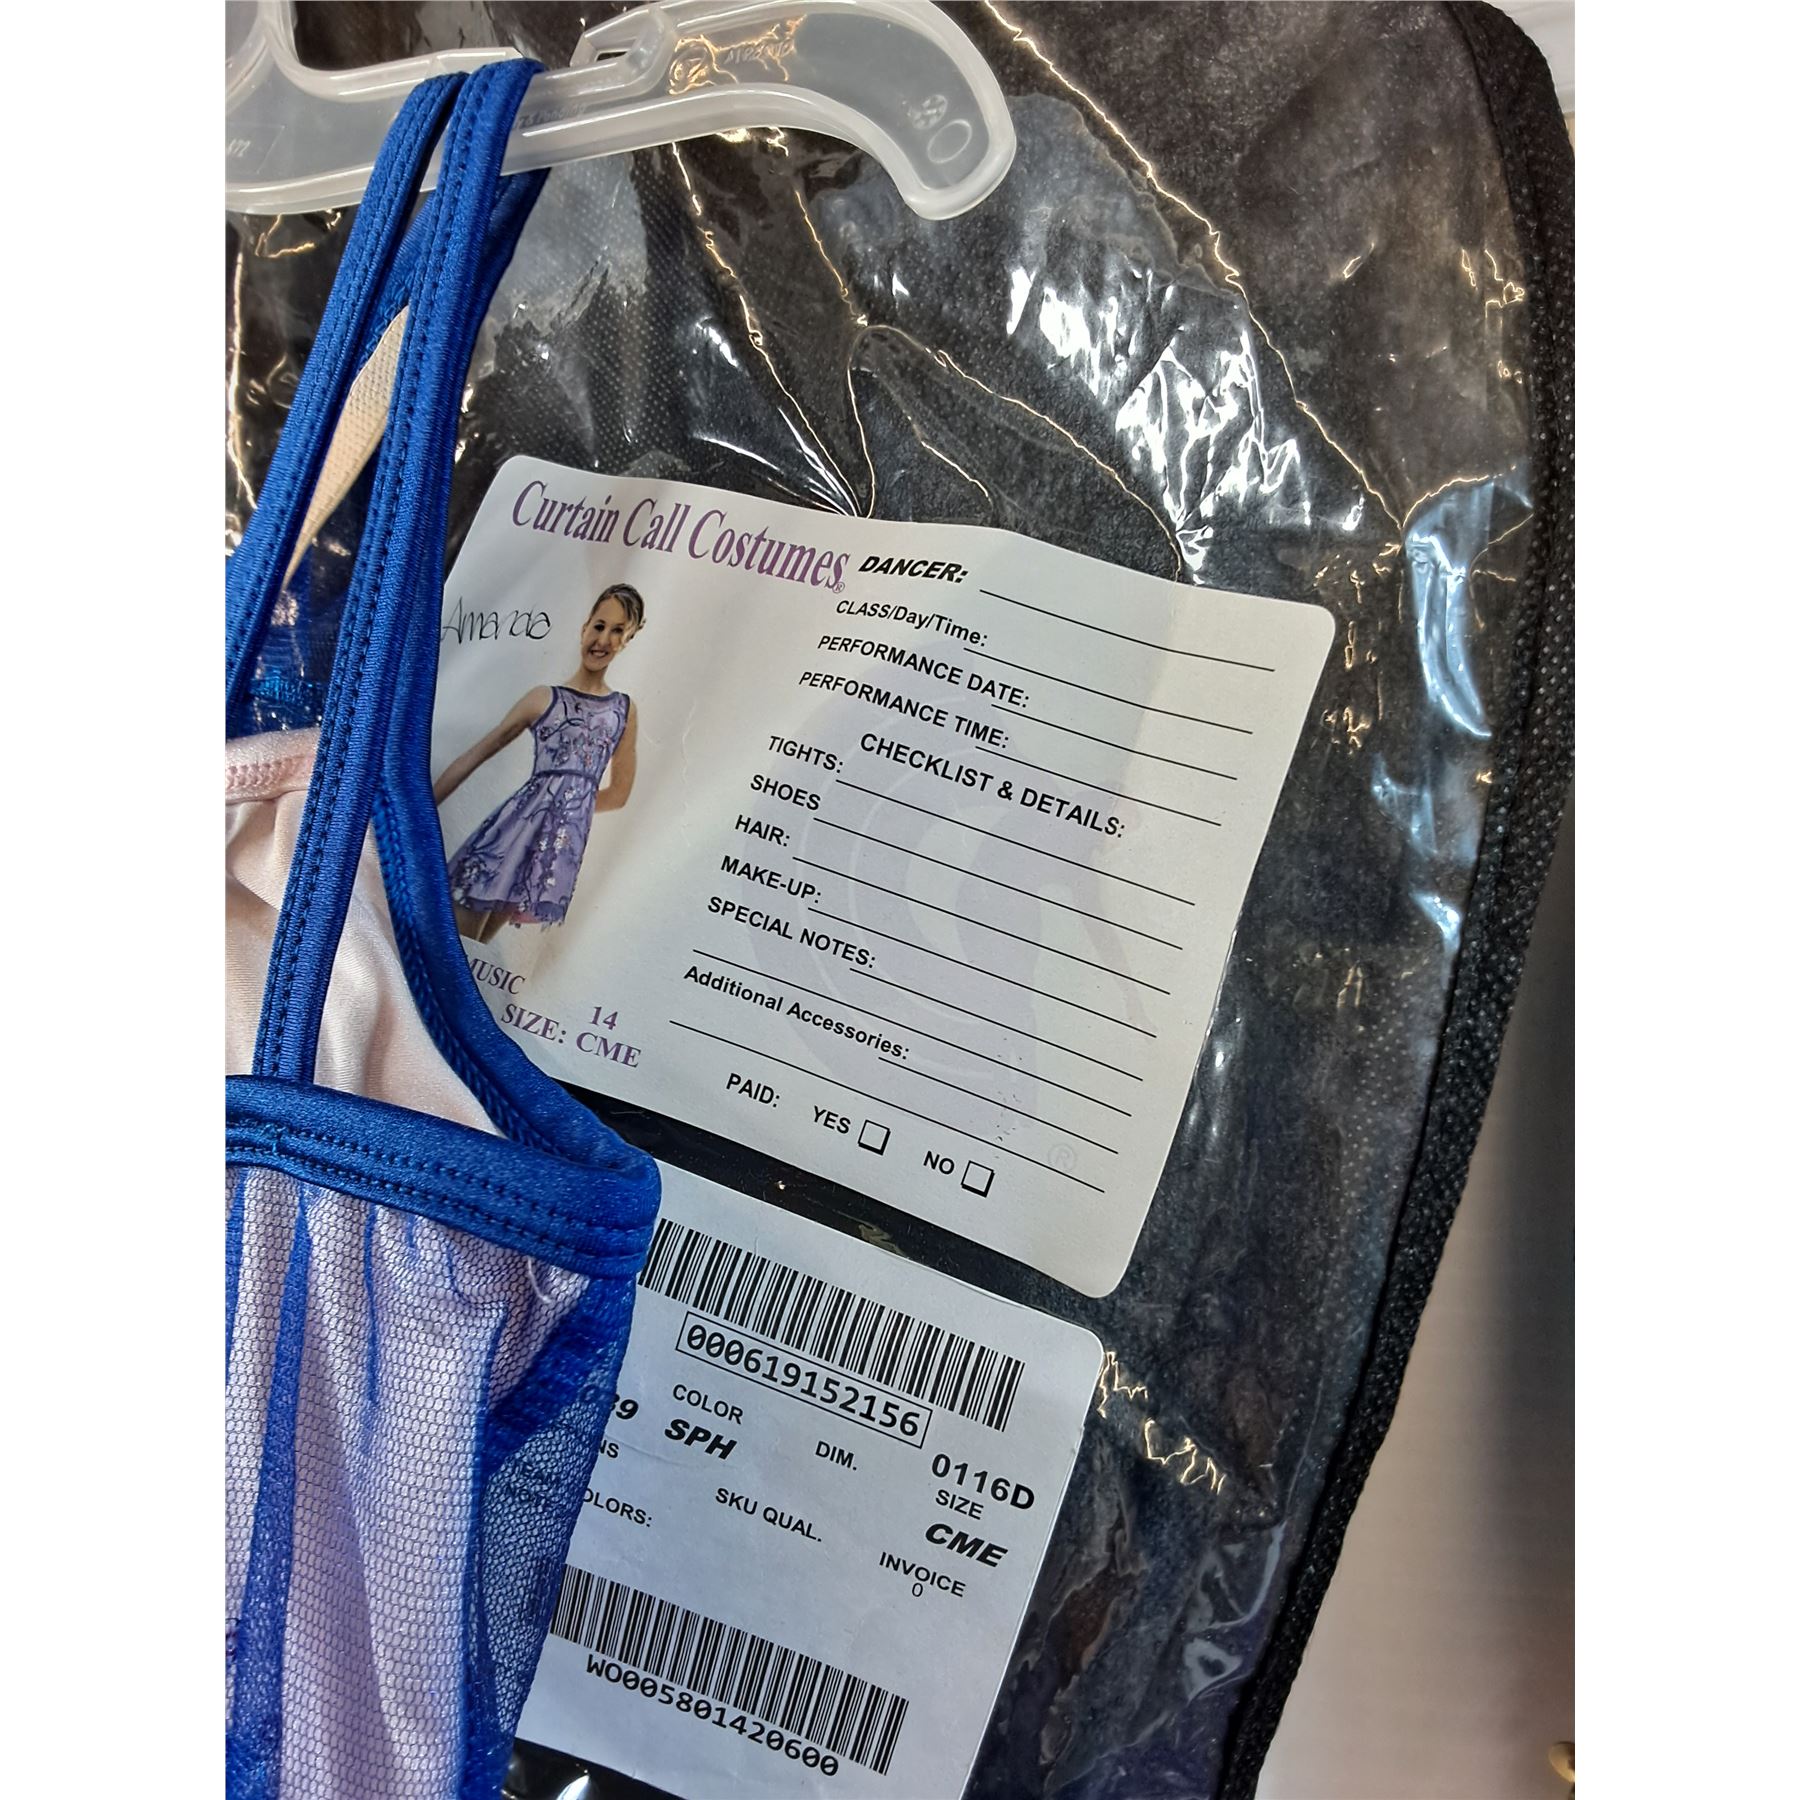 Curtain Call Costumes®
Amanda
DANCER:
CLASS/Day/Time:
PERFORMANCE DATE:
PERFORMANCE TIME:
CHECKLIST & DETAILS:
TIGHTS:
SHOES
HAIR:
MAKE-UP:
SPECIAL NOTES:
Additional Accessories:
PAID: YES NO
14
SIZE: CME
000619152156
COLOR
SPH
DIM.
0116D
SIZE
CME
SKU QUAL.
INVOICE
0
WO005801420600